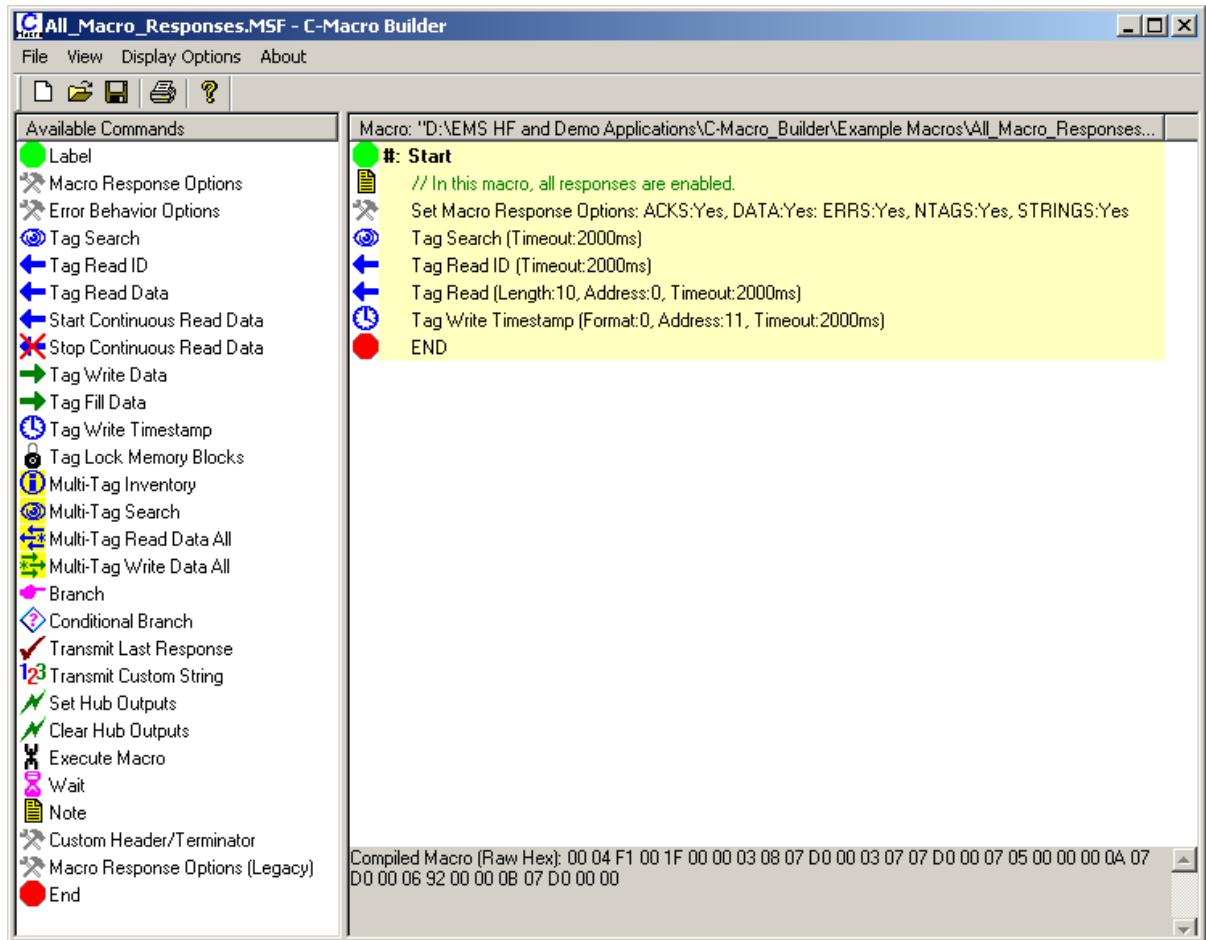 All_Macro_Responses.MSF - C-Macro Builder
File View Display Options About
Available Commands
Label
Macro Response Options
Error Behavior Options
Tag Search
Tag Read ID
Tag Read Data
Start Continuous Read Data
Stop Continuous Read Data
Tag Write Data
Tag Fill Data
Tag Write Timestamp
Tag Lock Memory Blocks
Multi-Tag Inventory
Multi-Tag Search
Multi-Tag Read Data All
Multi-Tag Write Data All
Branch
Conditional Branch
Transmit Last Response
Transmit Custom String
Set Hub Outputs
Clear Hub Outputs
Execute Macro
Wait
Note
Custom Header/Terminator
Macro Response Options (Legacy)
End
Macro: "D:\EMS HF and Demo Applications\C-Macro_Builder\Example Macros\All_Macro_Responses...
#: Start
// In this macro, all responses are enabled.
Set Macro Response Options: ACKS:Yes, DATA:Yes: ERRS:Yes, NTAGS:Yes, STRINGS:Yes
Tag Search (Timeout:2000ms)
Tag Read ID (Timeout:2000ms)
Tag Read (Length:10, Address:0, Timeout:2000ms)
Tag Write Timestamp (Format:0, Address:11, Timeout:2000ms)
END
Compiled Macro (Raw Hex): 00 04 F1 00 1F 00 00 03 08 07 D0 00 03 07 07 D0 00 07 05 00 00 00 0A 07
D0 00 06 92 00 00 0B 07 D0 00 00